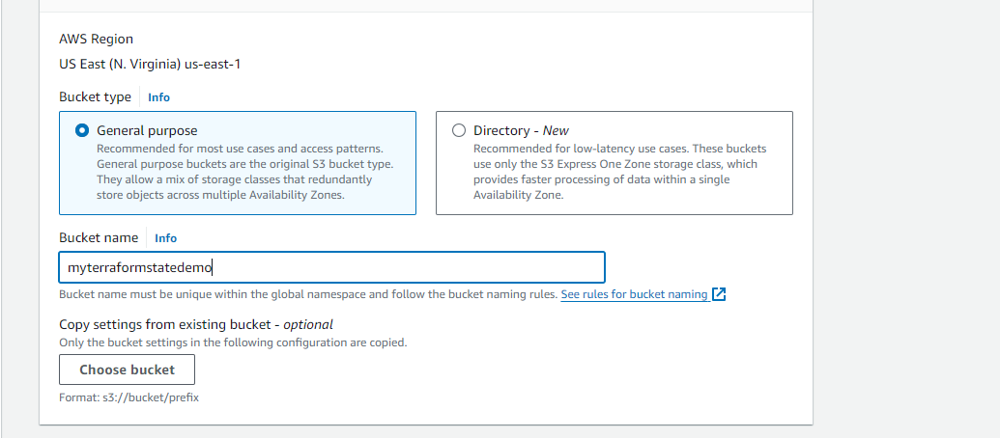 AWS Region
US East (N. Virginia) us-east-1
Bucket type Info
General purpose
Recommended for most use cases and access patterns.
General purpose buckets are the original S3 bucket type.
They allow a mix of storage classes that redundantly
store objects across multiple Availability Zones.
Directory - New
Recommended for low-latency use cases. These buckets
use only the S3 Express One Zone storage class, which
provides faster processing of data within a single
Availability Zone.
Bucket name Info
myterraformstatedemo
Bucket name must be unique within the global namespace and follow the bucket naming rules. See rules for bucket naming
Copy settings from existing bucket - optional
Only the bucket settings in the following configuration are copied.
Choose bucket
Format: s3://bucket/prefix